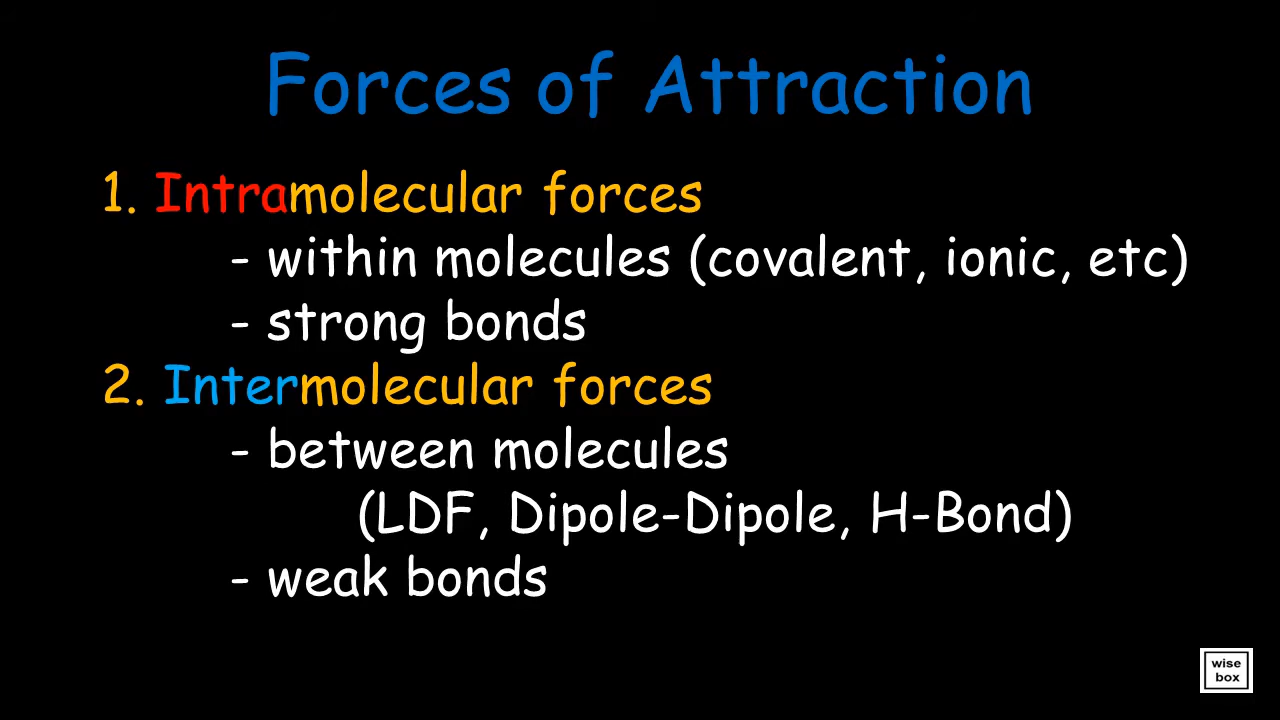 Forces of Attraction
1. Intramolecular forces
- within molecules (covalent, ionic, etc)
- strong bonds
2. Intermolecular forces
- between molecules
(LDF, Dipole-Dipole, H-Bond)
- weak bonds
wise
box